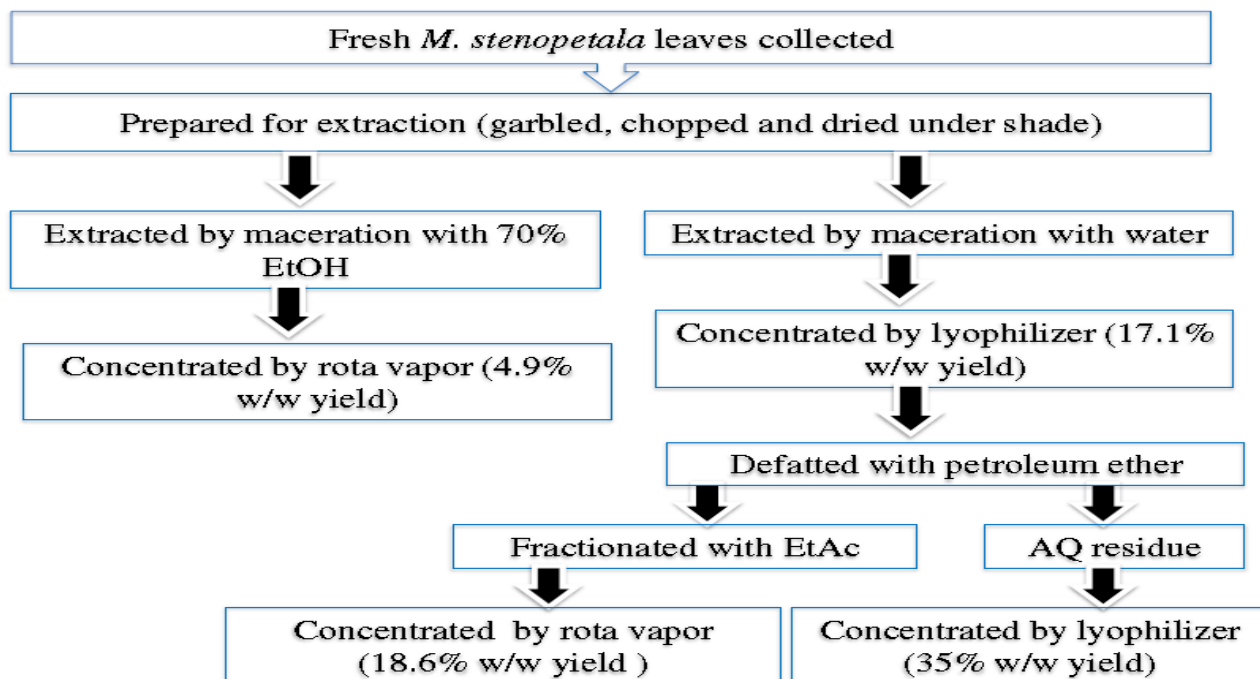 Fresh M. stenopetala leaves collected
Prepared for extraction (garbled, chopped and dried under shade)
Extracted by maceration with 70%
EtOH
Extracted by maceration with water
Concentrated by rota vapor (4.9%
w/w yield)
Concentrated by lyophilizer (17.1%
w/w yield)
Defatted with petroleum ether
Fractionated with EtAc
AQ residue
Concentrated by rota vapor
(18.6% w/w yield )
Concentrated by lyophilizer
(35% w/w yield)